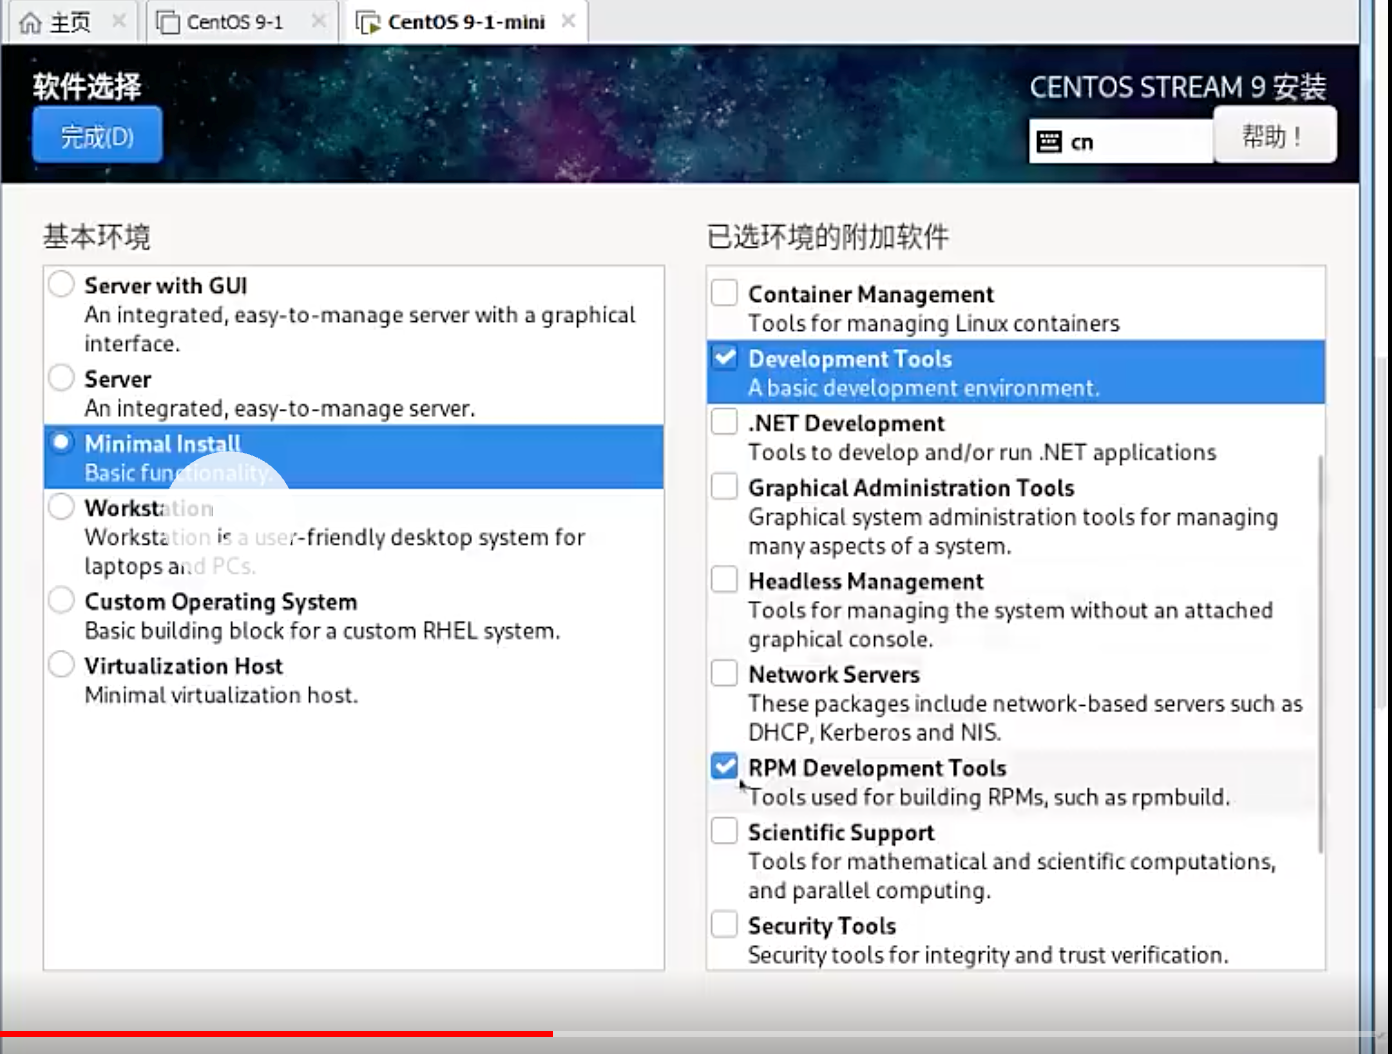 主页
CentOS 9-1
CentOS 9-1-mini
软件选择
CENTOS STREAM 9 安装
完成(D)
cn
帮助！
基本环境
Server with GUI
An integrated, easy-to-manage server with a graphical
interface.
Server
An integrated, easy-to-manage server.
Minimal Install
Basic functionality.
Workstation
Workstation is a user-friendly desktop system for
laptops and PCs.
Custom Operating System
Basic building block for a custom RHEL system.
Virtualization Host
Minimal virtualization host.
已选环境的附加软件
Container Management
Tools for managing Linux containers
Development Tools
A basic development environment.
.NET Development
Tools to develop and/or run .NET applications
Graphical Administration Tools
Graphical system administration tools for managing
many aspects of a system.
Headless Management
Tools for managing the system without an attached
graphical console.
Network Servers
These packages include network-based servers such as
DHCP, Kerberos and NIS.
RPM Development Tools
Tools used for building RPMs, such as rpmbuild.
Scientific Support
Tools for mathematical and scientific computations,
and parallel computing.
Security Tools
Security tools for integrity and trust verification.